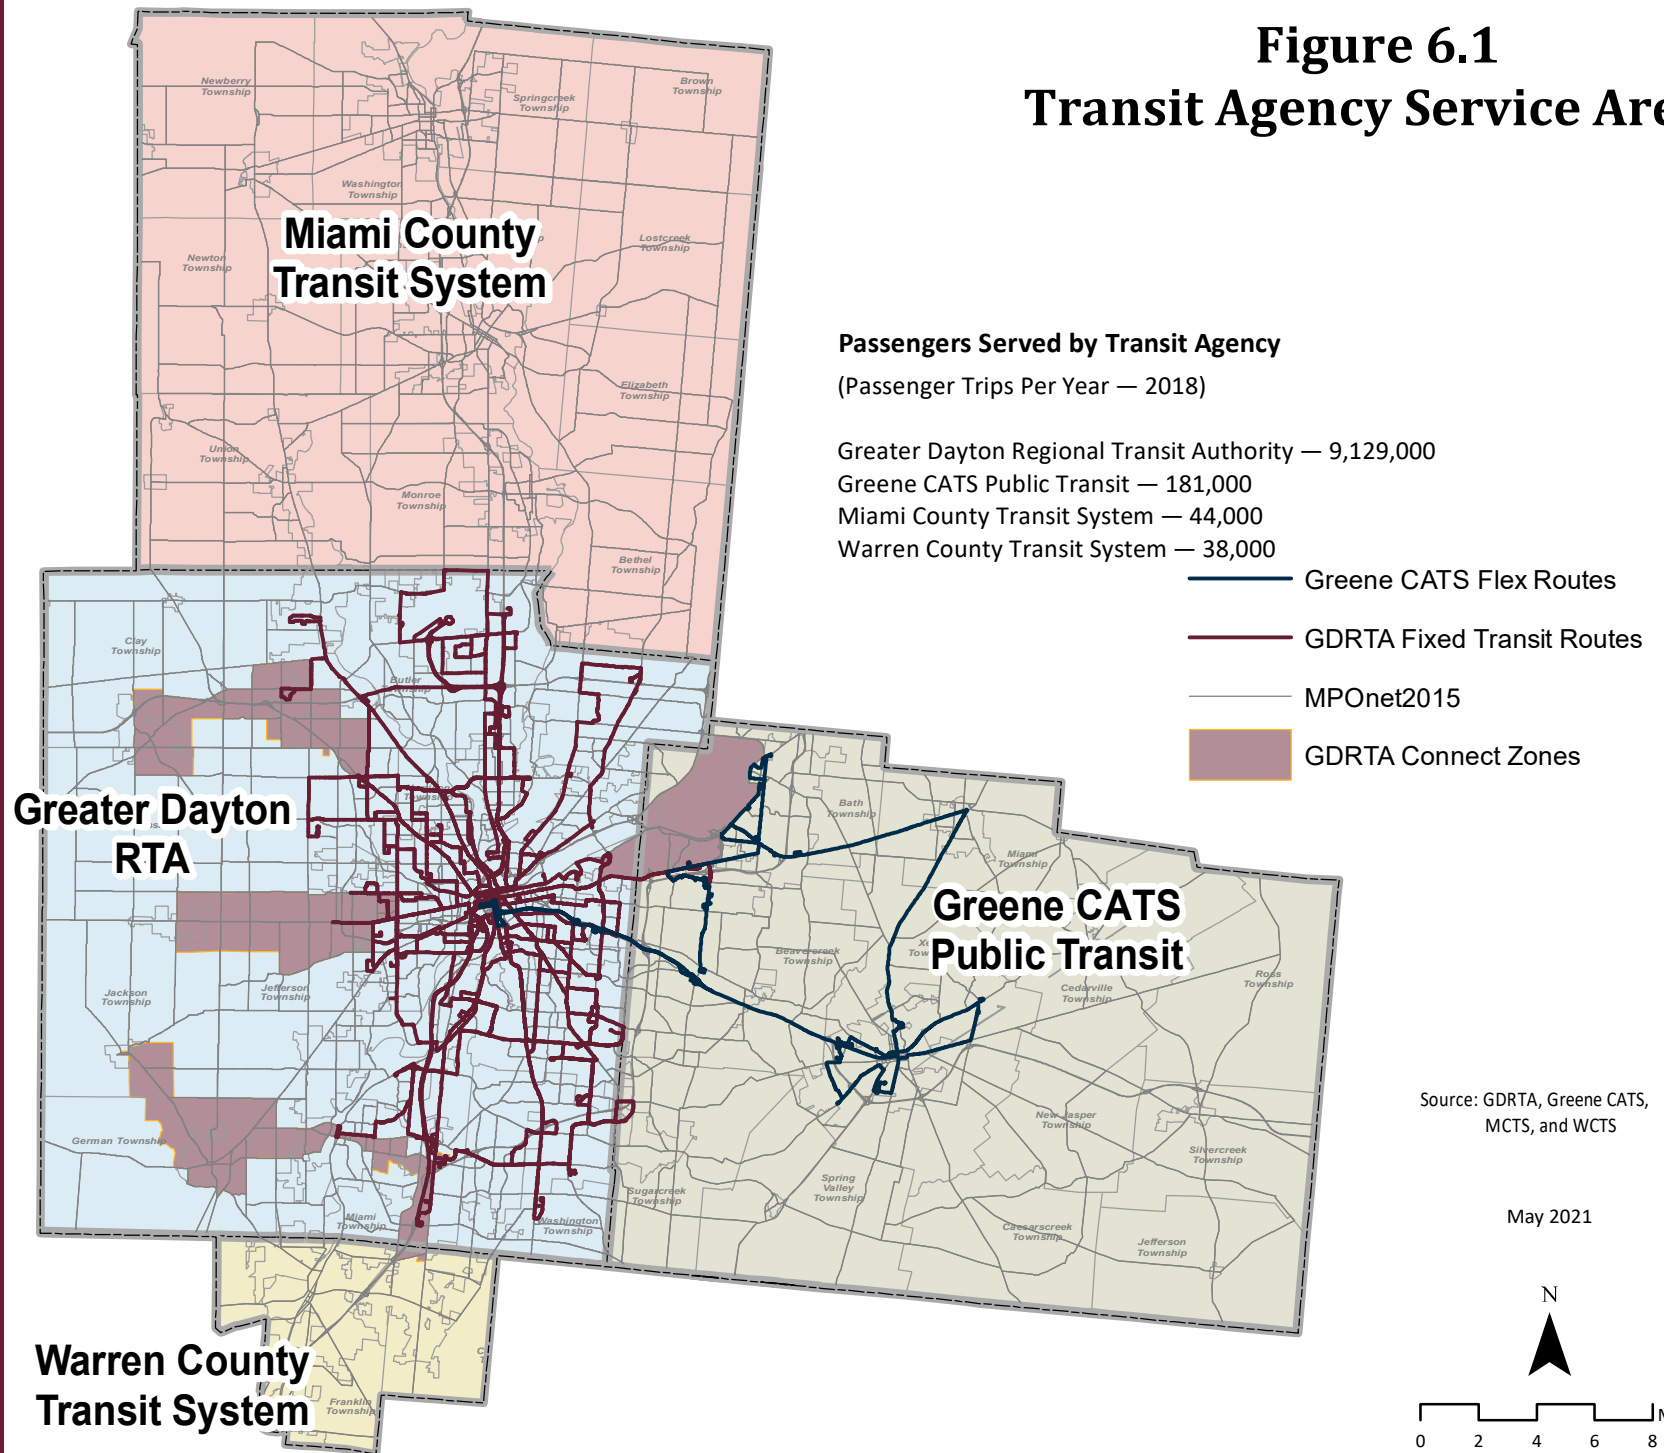 Figure 6.1
Transit Agency Service Are
Newberry
Township
Springcreek
Township
Brown
Township
Washington
Township
Miami County
Transit System
Newton
Township
Lostcreek
Township
Elizabeth
Township
Union
Township
Monroe
Township
Bethel
Township
Passengers Served by Transit Agency
(Passenger Trips Per Year — 2018)
Greater Dayton Regional Transit Authority — 9,129,000
Greene CATS Public Transit — 181,000
Miami County Transit System — 44,000
Warren County Transit System — 38,000
Greene CATS Flex Routes
GDRTA Fixed Transit Routes
MPOnet2015
GDRTA Connect Zones
Clay
Township
Butler
Township
Greater Dayton
RTA
Township
Bath
Township
Miami
Township
Greene CATS
Public Transit
Beavercreek
Township
Cedarville
Township
Ross
Township
Jackson
Township
Jefferson
Township
German Township
New Jasper
Township
Silvercreek
Township
Spring
Valley
Township
Sugarcreek
Township
Caesarscreek
Township
Jefferson
Township
Miami
Township
Washington
Township
Warren County
Transit System
Franklin
Township
Source: GDRTA, Greene CATS,
MCTS, and WCTS
May 2021
N
0 2 4 6 8